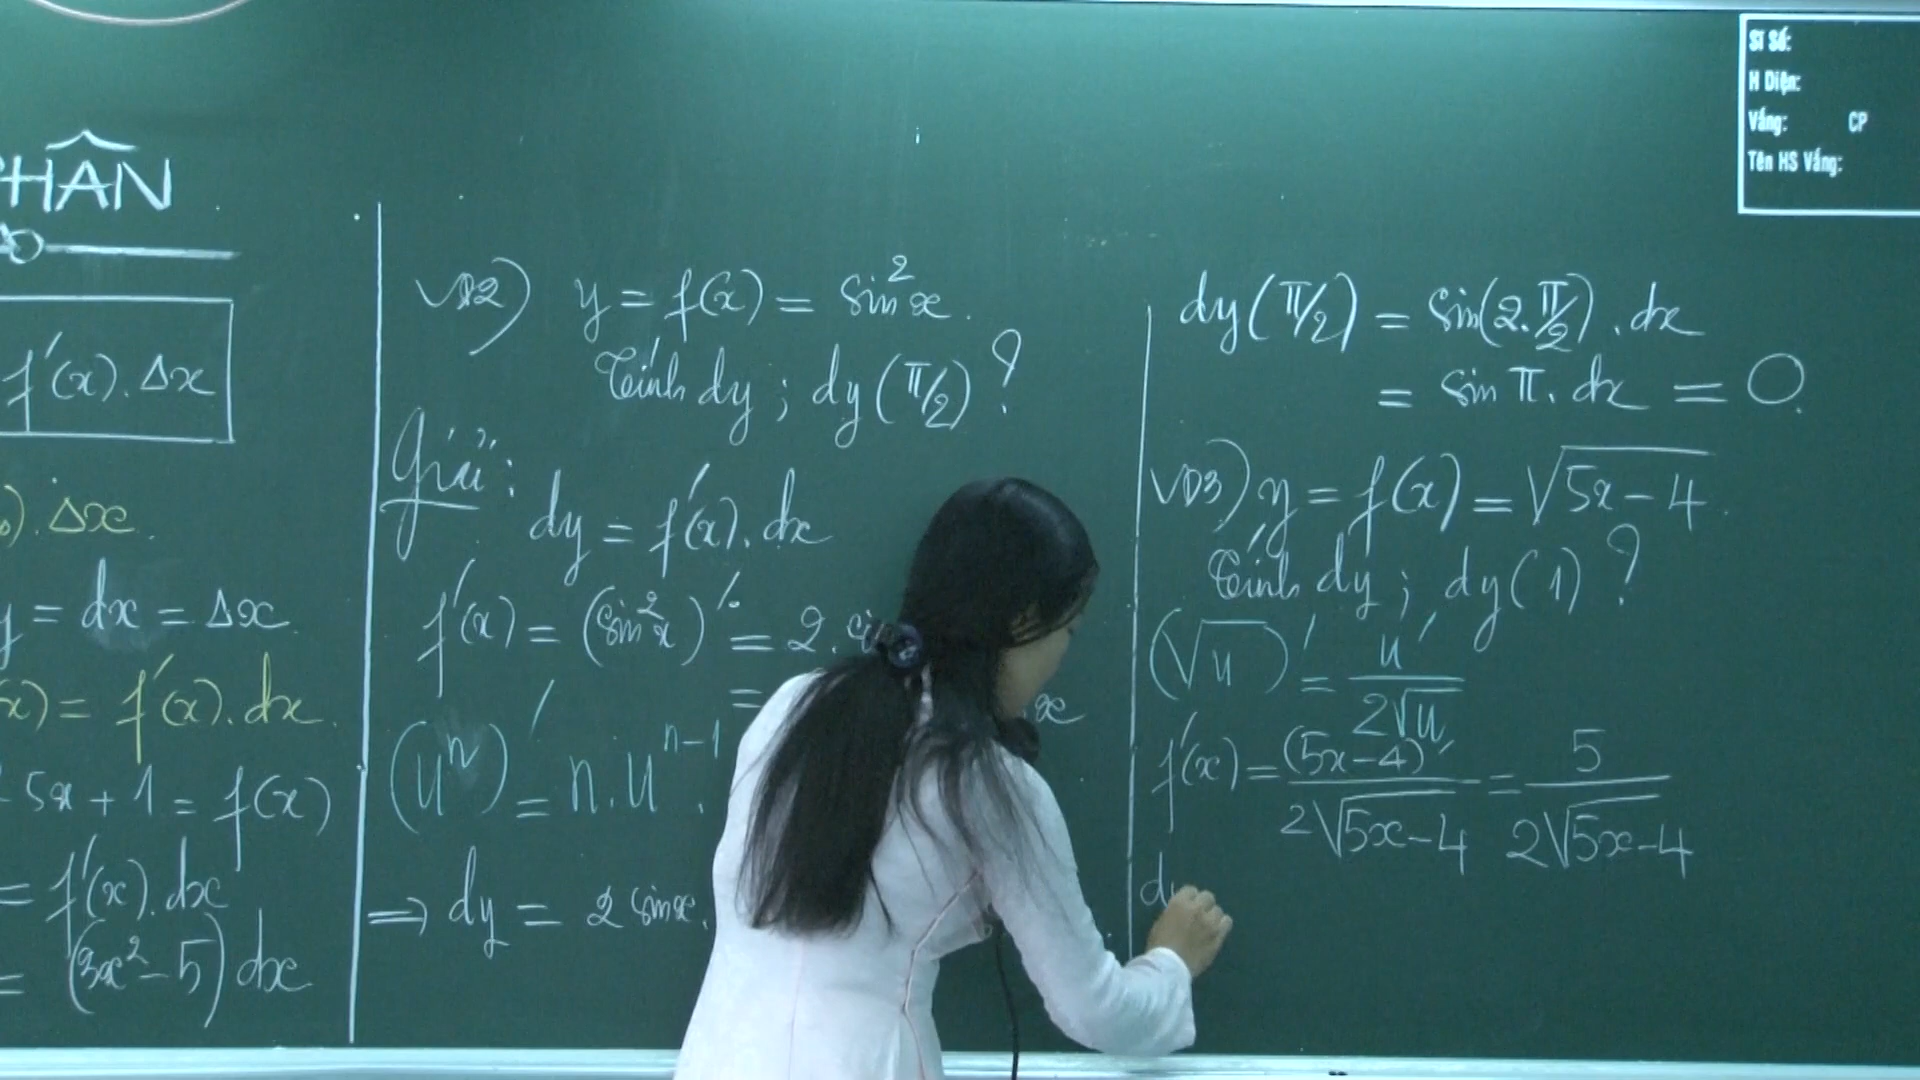 PHÂN
f'(x).Δx
).Δx
y = dx = Δx
(x) = f'(x).dx
5x + 1 = f(x)
= f'(x).dx
= (3x² - 5) dx
VD2) y = f(x) = sin²x.
Tính dy ; dy(π/2) ?
Giải:
dy = f'(x).dx
f'(x) = (sin²x)' = 2.
=
(uⁿ)' = n.uⁿ⁻¹.
⇒ dy = 2 sinx.
dy(π/2) = sin(2.π/2).dx
= sin π. dx = 0.
VD3) y = f(x) = √(5x - 4).
Tính dy ; dy(1) ?
(√u)' = u'/(2√u)
f'(x) = (5x-4)'/(2√(5x-4)) = 5/(2√(5x-4))
Sĩ Số:
H Diện:
Vắng: CP
Tên HS Vắng: